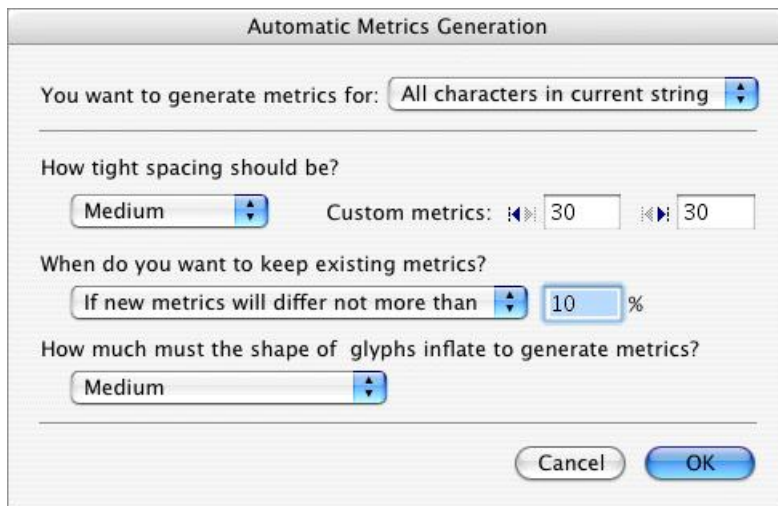 Automatic Metrics Generation
You want to generate metrics for: All characters in current string
How tight spacing should be?
Medium Custom metrics: 30 30
When do you want to keep existing metrics?
If new metrics will differ not more than 10 %
How much must the shape of glyphs inflate to generate metrics?
Medium
Cancel OK